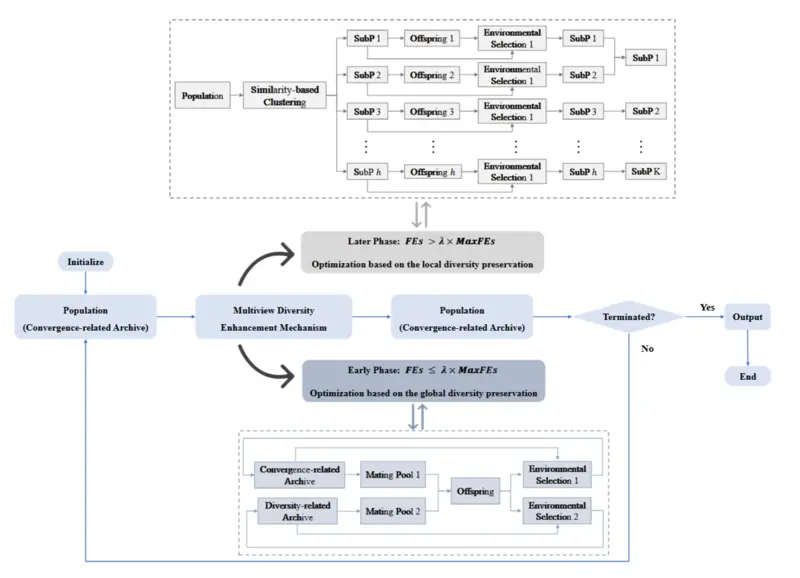 SubP 1
Offspring 1
Environmental
Selection 1
SubP 1
SubP 1
SubP 2
Offspring 2
Environmental
Selection 1
SubP 2
Population
Similarity-based
Clustering
SubP 3
Offspring 3
Environmental
Selection 1
SubP 3
SubP 2
⋮ ⋮ ⋮ ⋮ ⋮
SubP h
Offspring h
Environmental
Selection 1
SubP h
SubP K
Later Phase: FEs > λ × MaxFEs
Optimization based on the local diversity preservation
Initialize
Population
(Convergence-related Archive)
Multiview Diversity
Enhancement Mechanism
Population
(Convergence-related Archive)
Terminated?
Yes
Output
No
End
Early Phase: FEs ≤ λ × MaxFEs
Optimization based on the global diversity preservation
Convergence-related
Archive
Mating Pool 1
Environmental
Selection 1
Offspring
Diversity-related
Archive
Mating Pool 2
Environmental
Selection 2